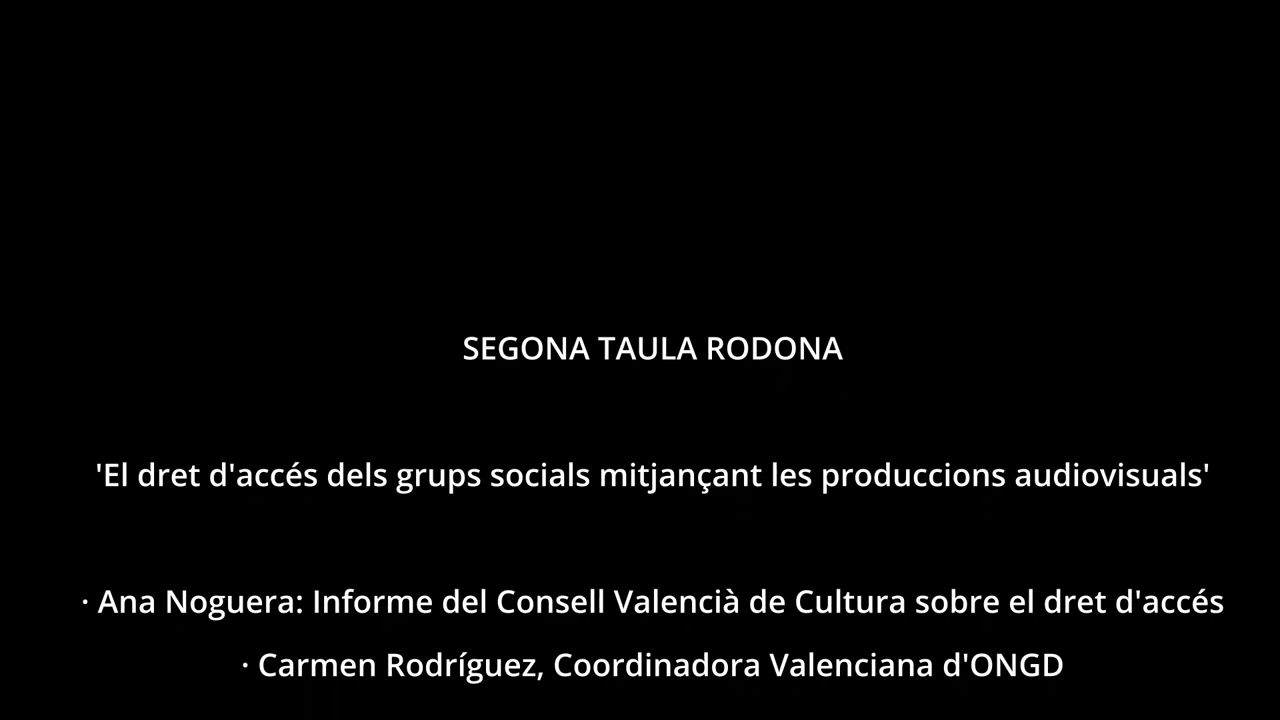 SEGONA TAULA RODONA
'El dret d'accés dels grups socials mitjançant les produccions audiovisuals'
· Ana Noguera: Informe del Consell Valencià de Cultura sobre el dret d'accés
· Carmen Rodríguez, Coordinadora Valenciana d'ONGD